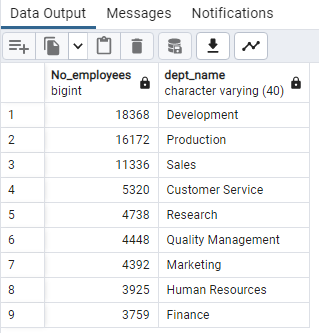 Data Output Messages Notifications
No_employees dept_name
bigint character varying (40)
1 18368 Development
2 16172 Production
3 11336 Sales
4 5320 Customer Service
5 4738 Research
6 4448 Quality Management
7 4392 Marketing
8 3925 Human Resources
9 3759 Finance